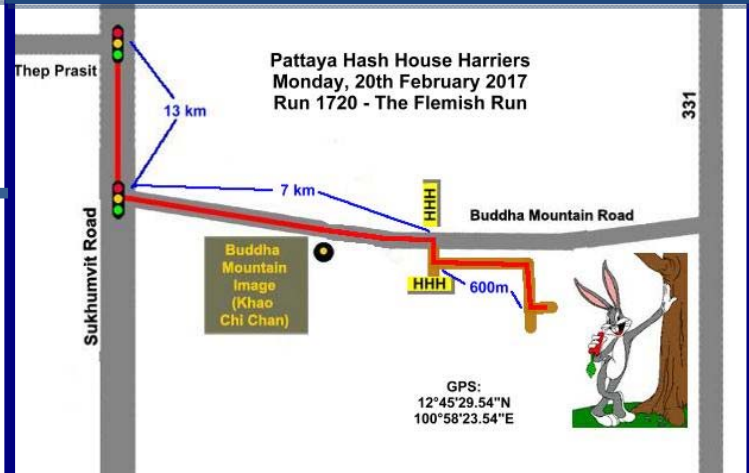 Pattaya Hash House Harriers
Monday, 20th February 2017
Run 1720 - The Flemish Run
Thep Prasit
13 km
331
7 km
HHH
Buddha Mountain Road
Sukhumvit Road
Buddha
Mountain
Image
(Khao
Chi Chan)
HHH
600m
GPS:
12°45'29.54"N
100°58'23.54"E